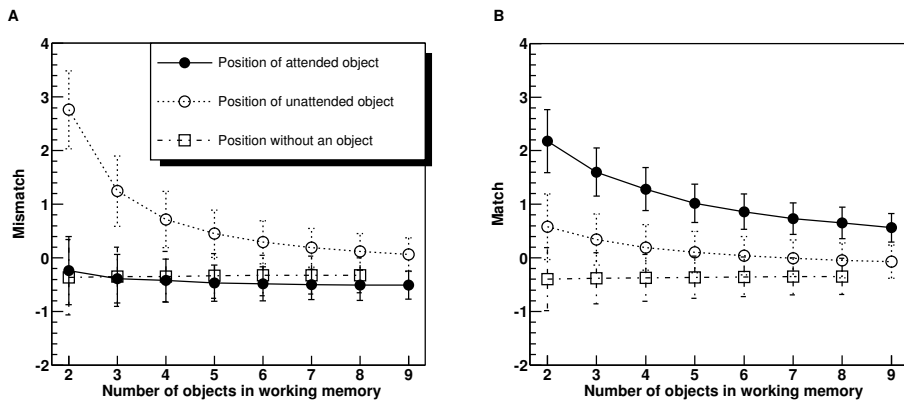 A
Mismatch
4
3
2
1
0
-1
-2
Position of attended object
Position of unattended object
Position without an object
2 3 4 5 6 7 8 9
Number of objects in working memory
B
Match
4
3
2
1
0
-1
-2
2 3 4 5 6 7 8 9
Number of objects in working memory